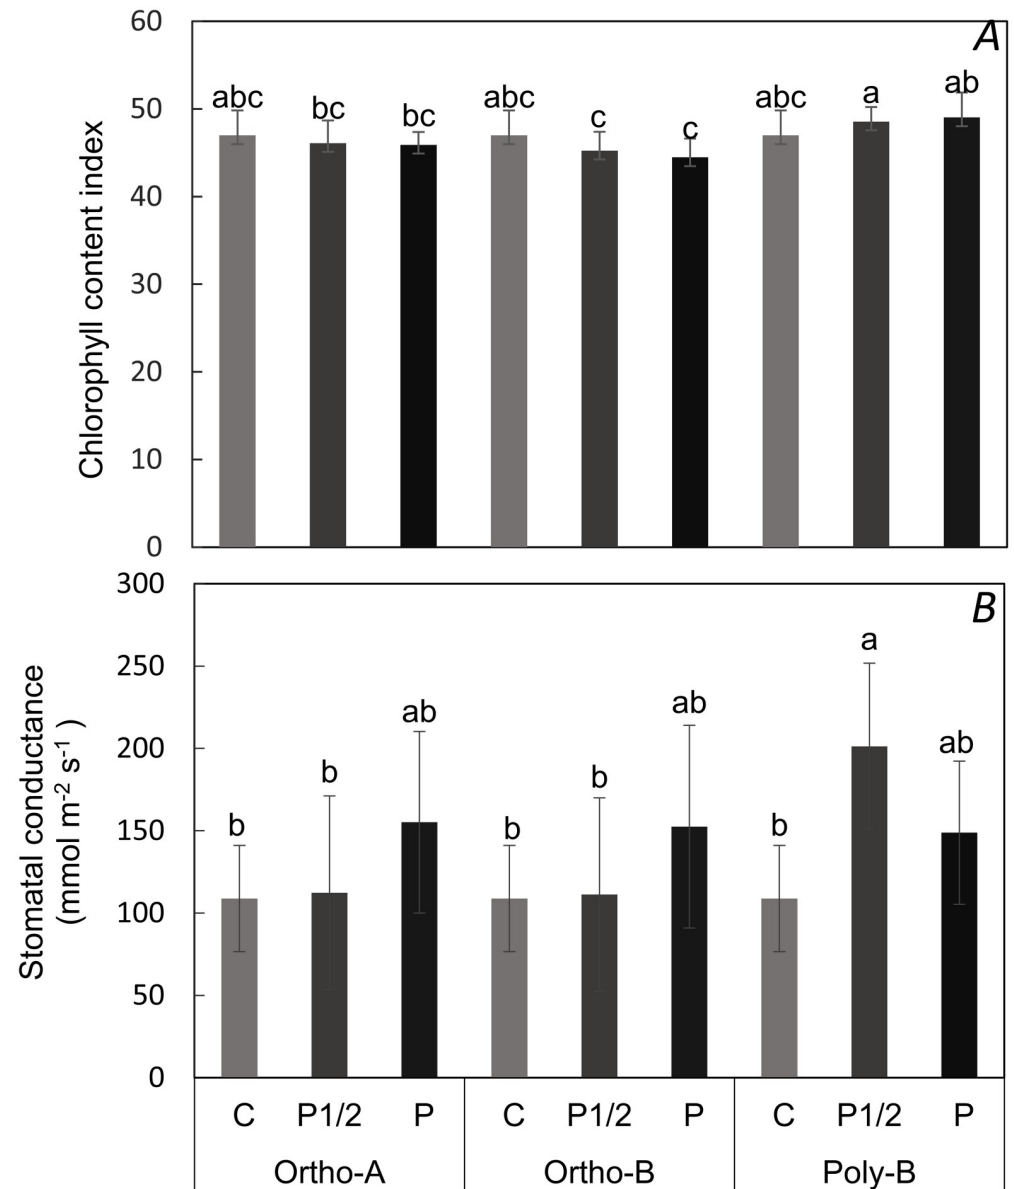 60
A
50
40
30
20
10
0
Chlorophyll content index
abc
bc
bc
abc
c
c
abc
a
ab
300
B
250
200
150
100
50
0
Stomatal conductance
(mmol m⁻² s⁻¹ )
b
b
ab
b
b
ab
b
a
ab
C P1/2 P C P1/2 P C P1/2 P
Ortho-A Ortho-B Poly-B